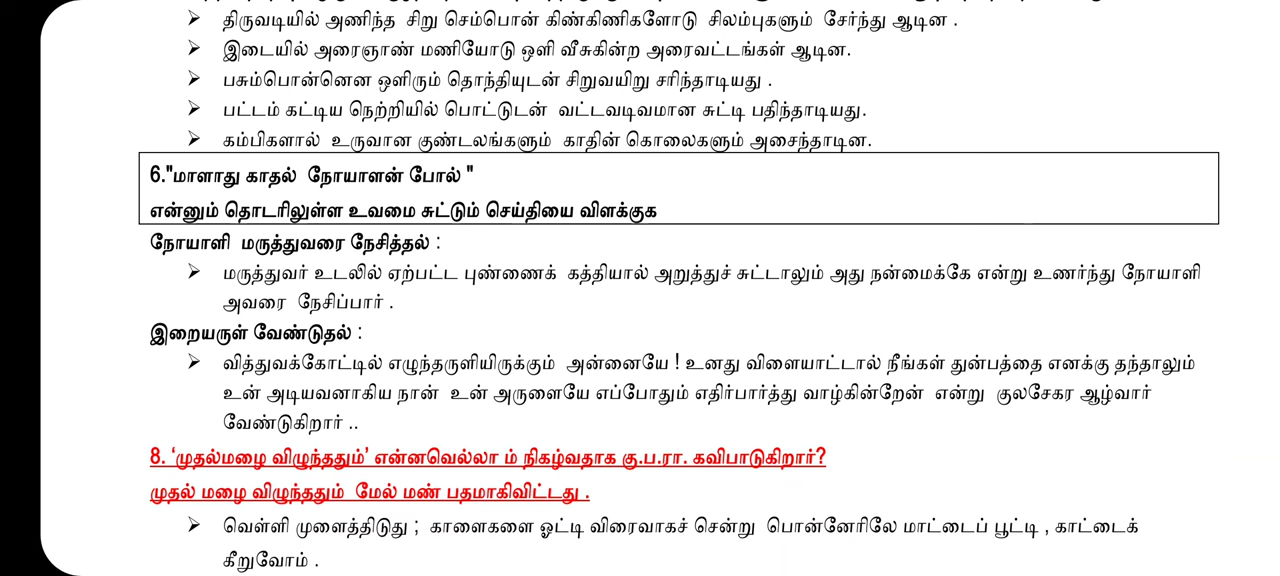 ➢ திருவடியில் அணிந்த சிறு செம்பொன் கிண்கிணிகளோடு சிலம்புகளும் சேர்ந்து ஆடின .
➢ இடையில் அரைஞாண் மணியோடு ஒளி வீசுகின்ற அரைவட்டங்கள் ஆடின.
➢ பசும்பொன்னென ஒளிரும் தொந்தியுடன் சிறுவயிறு சரிந்தாடியது .
➢ பட்டம் கட்டிய நெற்றியில் பொட்டுடன் வட்டவடிவமான சுட்டி பதிந்தாடியது.
➢ கம்பிகளால் உருவான குண்டலங்களும் காதின் கொலைகளும் அசைந்தாடின.
6."மாளாது காதல் நோயாளன் போல் "
என்னும் தொடரிலுள்ள உவமை சுட்டும் செய்தியை விளக்குக
நோயாளி மருத்துவரை நேசித்தல் :
➢ மருத்துவர் உடலில் ஏற்பட்ட புண்ணைக் கத்தியால் அறுத்துச் சுட்டாலும் அது நன்மைக்கே என்று உணர்ந்து நோயாளி
அவரை நேசிப்பார் .
இறையருள் வேண்டுதல் :
➢ வித்துவக்கோட்டில் எழுந்தருளியிருக்கும் அன்னையே ! உனது விளையாட்டால் நீங்கள் துன்பத்தை எனக்கு தந்தாலும்
உன் அடியவனாகிய நான் உன் அருளையே எப்போதும் எதிர்பார்த்து வாழ்கின்றேன் என்று குலசேகர ஆழ்வார்
வேண்டுகிறார் ..
8. ‘முதல்மழை விழுந்ததும்’ என்னவெல்லா ம் நிகழ்வதாக கு.ப.ரா. கவிபாடுகிறார்?
முதல் மழை விழுந்ததும் மேல் மண் பதமாகிவிட்டது .
➢ வெள்ளி முளைத்திடுது ; காளைகளை ஓட்டி விரைவாகச் சென்று பொன்னேரிலே மாட்டைப் பூட்டி , காட்டைக்
கீறுவோம் .